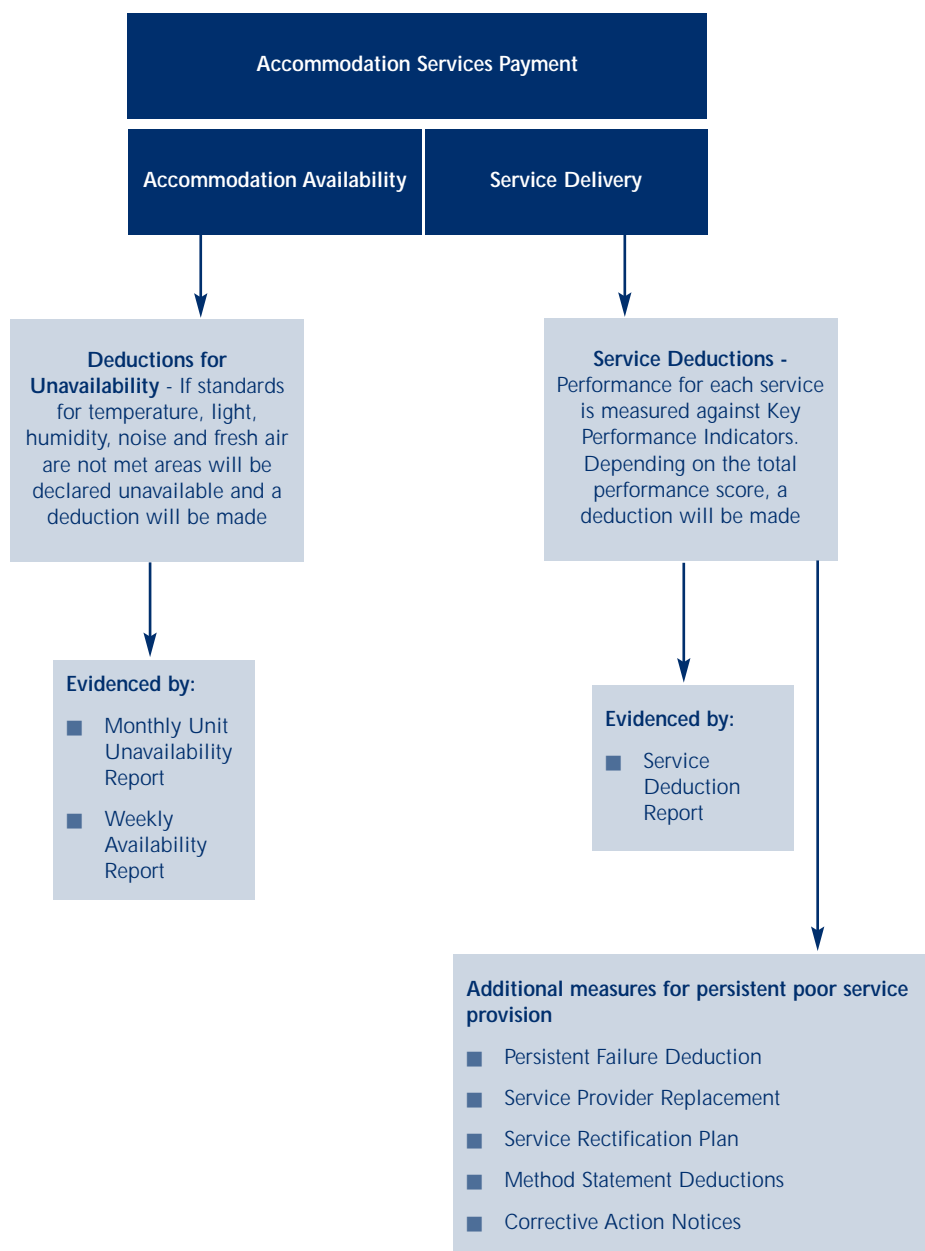 Accommodation Services Payment
Accommodation Availability
Service Delivery
Deductions for
Unavailability - If standards
for temperature, light,
humidity, noise and fresh air
are not met areas will be
declared unavailable and a
deduction will be made
Service Deductions -
Performance for each service
is measured against Key
Performance Indicators.
Depending on the total
performance score, a
deduction will be made
Evidenced by:
Monthly Unit
Unavailability
Report
Weekly
Availability
Report
Evidenced by:
Service
Deduction
Report
Additional measures for persistent poor service
provision
Persistent Failure Deduction
Service Provider Replacement
Service Rectification Plan
Method Statement Deductions
Corrective Action Notices